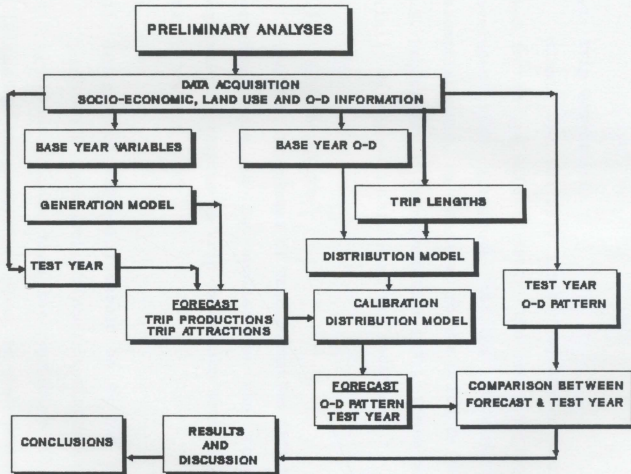 PRELIMINARY ANALYSES
DATA ACQUISITION
SOCIO-ECONOMIC, LAND USE AND O-D INFORMATION
BASE YEAR VARIABLES
BASE YEAR O-D
GENERATION MODEL
TRIP LENGTHS
TEST YEAR
DISTRIBUTION MODEL
TEST YEAR
O-D PATTERN
FORECAST
TRIP PRODUCTIONS
TRIP ATTRACTIONS
CALIBRATION
DISTRIBUTION MODEL
FORECAST
O-D PATTERN
TEST YEAR
COMPARISON BETWEEN
FORECAST & TEST YEAR
CONCLUSIONS
RESULTS
AND
DISCUSSION